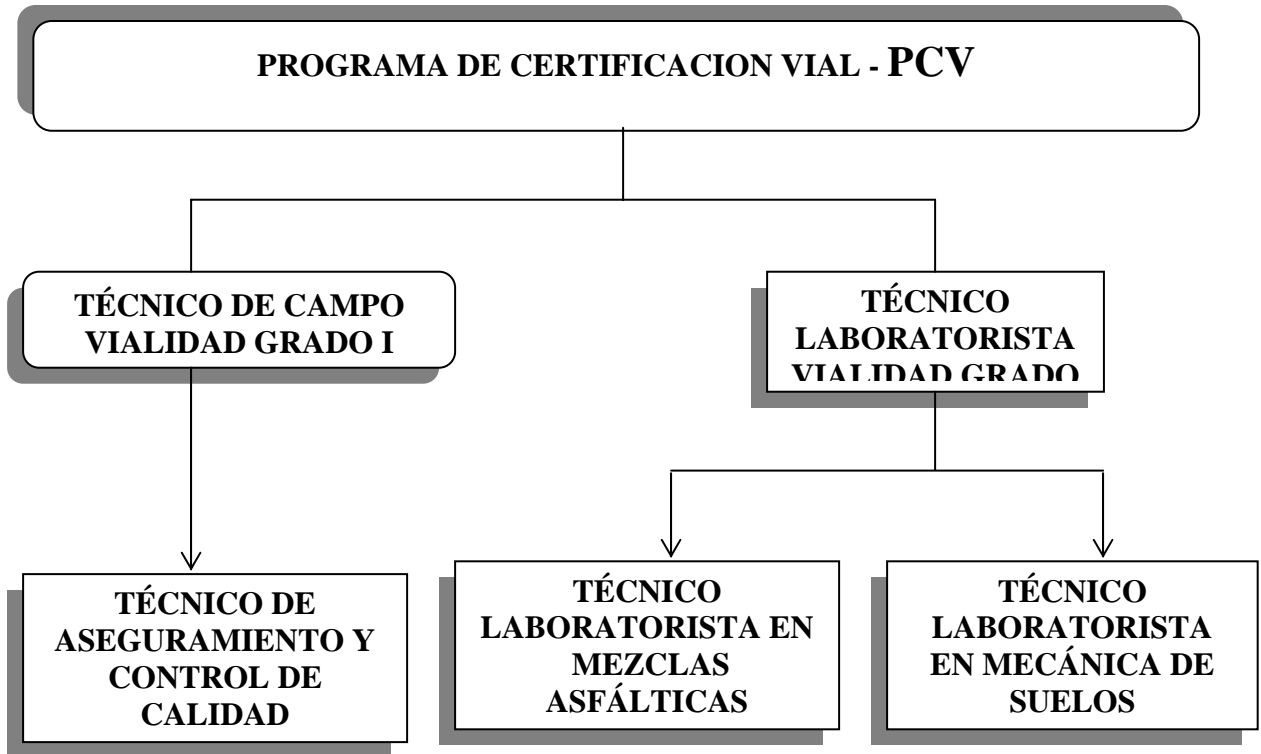 PROGRAMA DE CERTIFICACION VIAL - PCV
TÉCNICO DE CAMPO
VIALIDAD GRADO I
TÉCNICO
LABORATORISTA
VIALIDAD GRADO
TÉCNICO DE
ASEGURAMIENTO Y
CONTROL DE
CALIDAD
TÉCNICO
LABORATORISTA EN
MEZCLAS
ASFÁLTICAS
TÉCNICO
LABORATORISTA
EN MECÁNICA DE
SUELOS